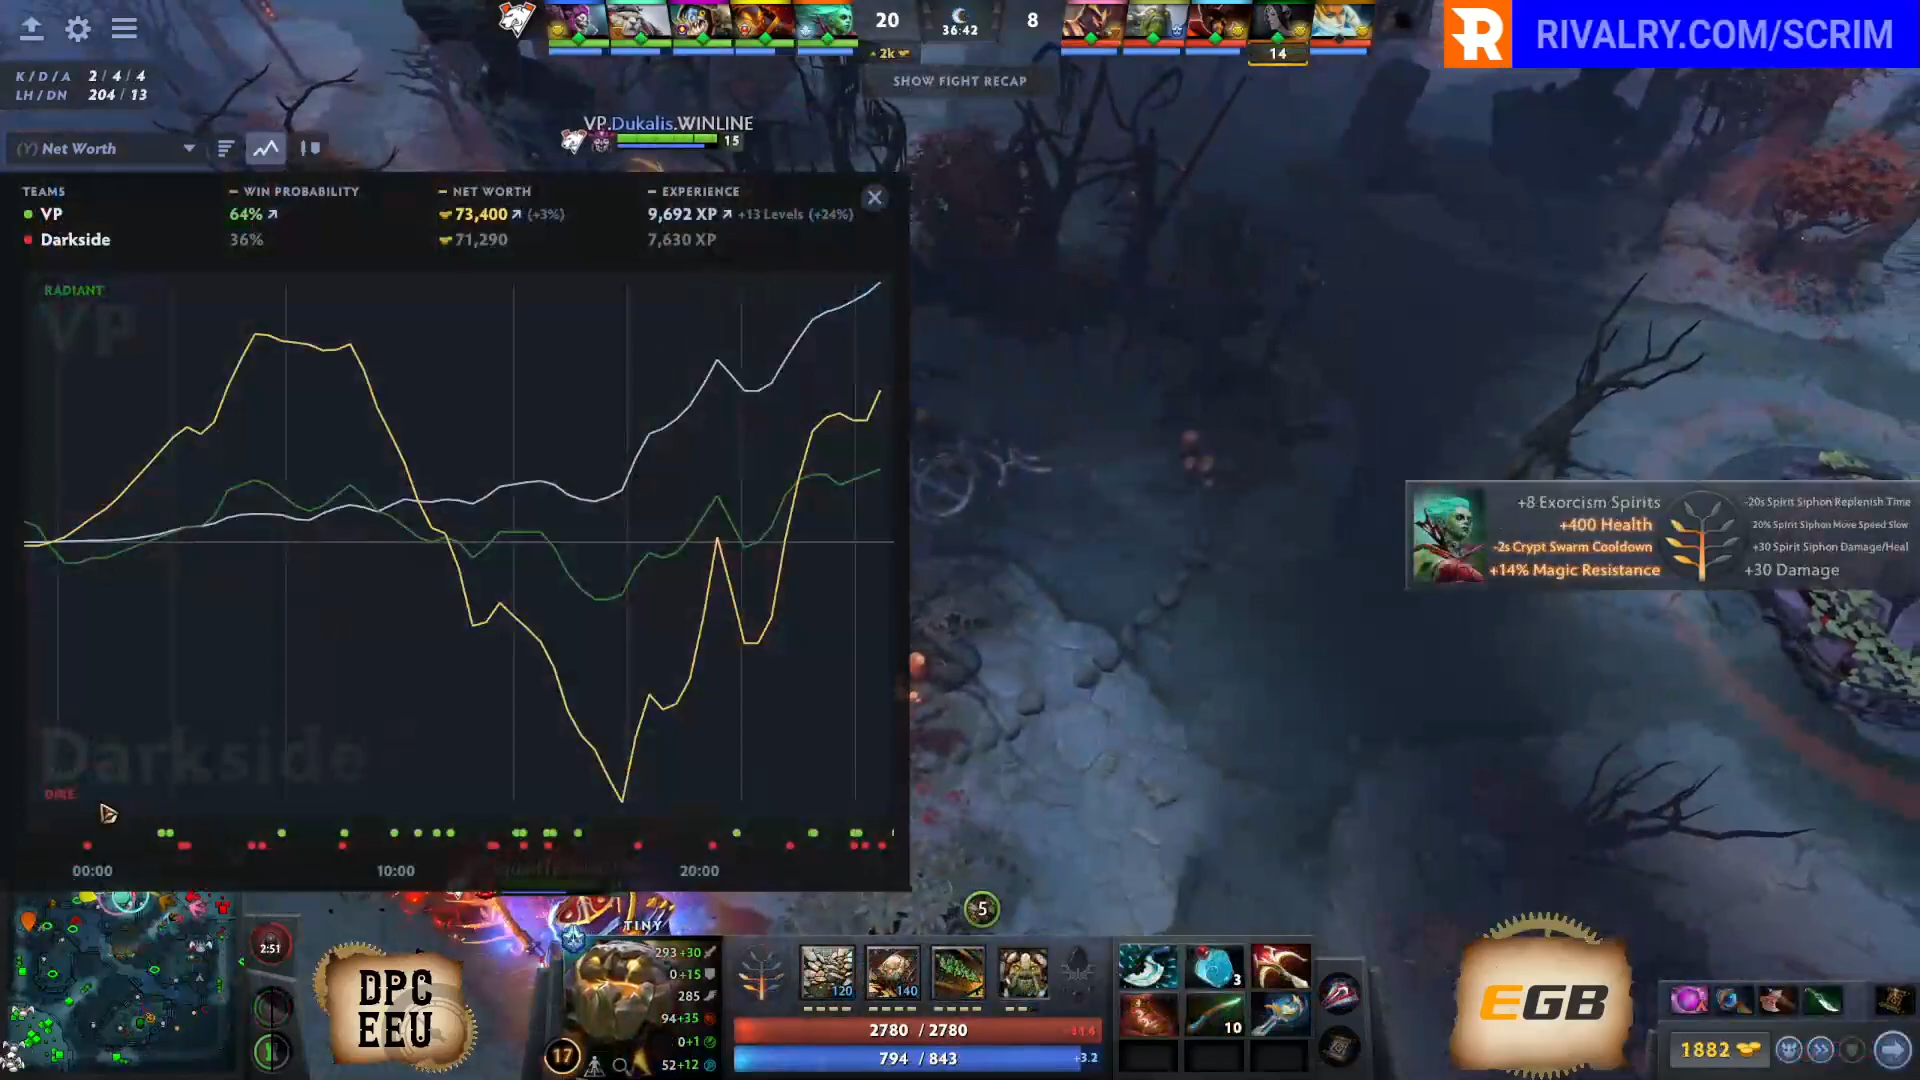 20
36:42
8
2k
14
SHOW FIGHT RECAP
RIVALRY.COM/SCRIM
K / D / A 2 / 4 / 4
LH / DN 204 / 13
VP.Dukalis.WINLINE
15
(Y) Net Worth
TEAMS WIN PROBABILITY NET WORTH EXPERIENCE
VP 64% 73,400 (+3%) 9,692 XP +13 Levels (+24%)
Darkside 36% 71,290 7,630 XP
RADIANT
VP
Darkside
DIRE
00:00 10:00 20:00
+8 Exorcism Spirits -20s Spirit Siphon Replenish Time
+400 Health 20% Spirit Siphon Move Speed Slow
-2s Crypt Swarm Cooldown +30 Spirit Siphon Damage/Heal
+14% Magic Resistance +30 Damage
5
2:51
DPC
EEU
TINY
293 +30
0 +15
285
94 +35
0 +1
52 +12
17
120
140
2780 / 2780
794 / 843
+3.2
3
10
EGB
1882